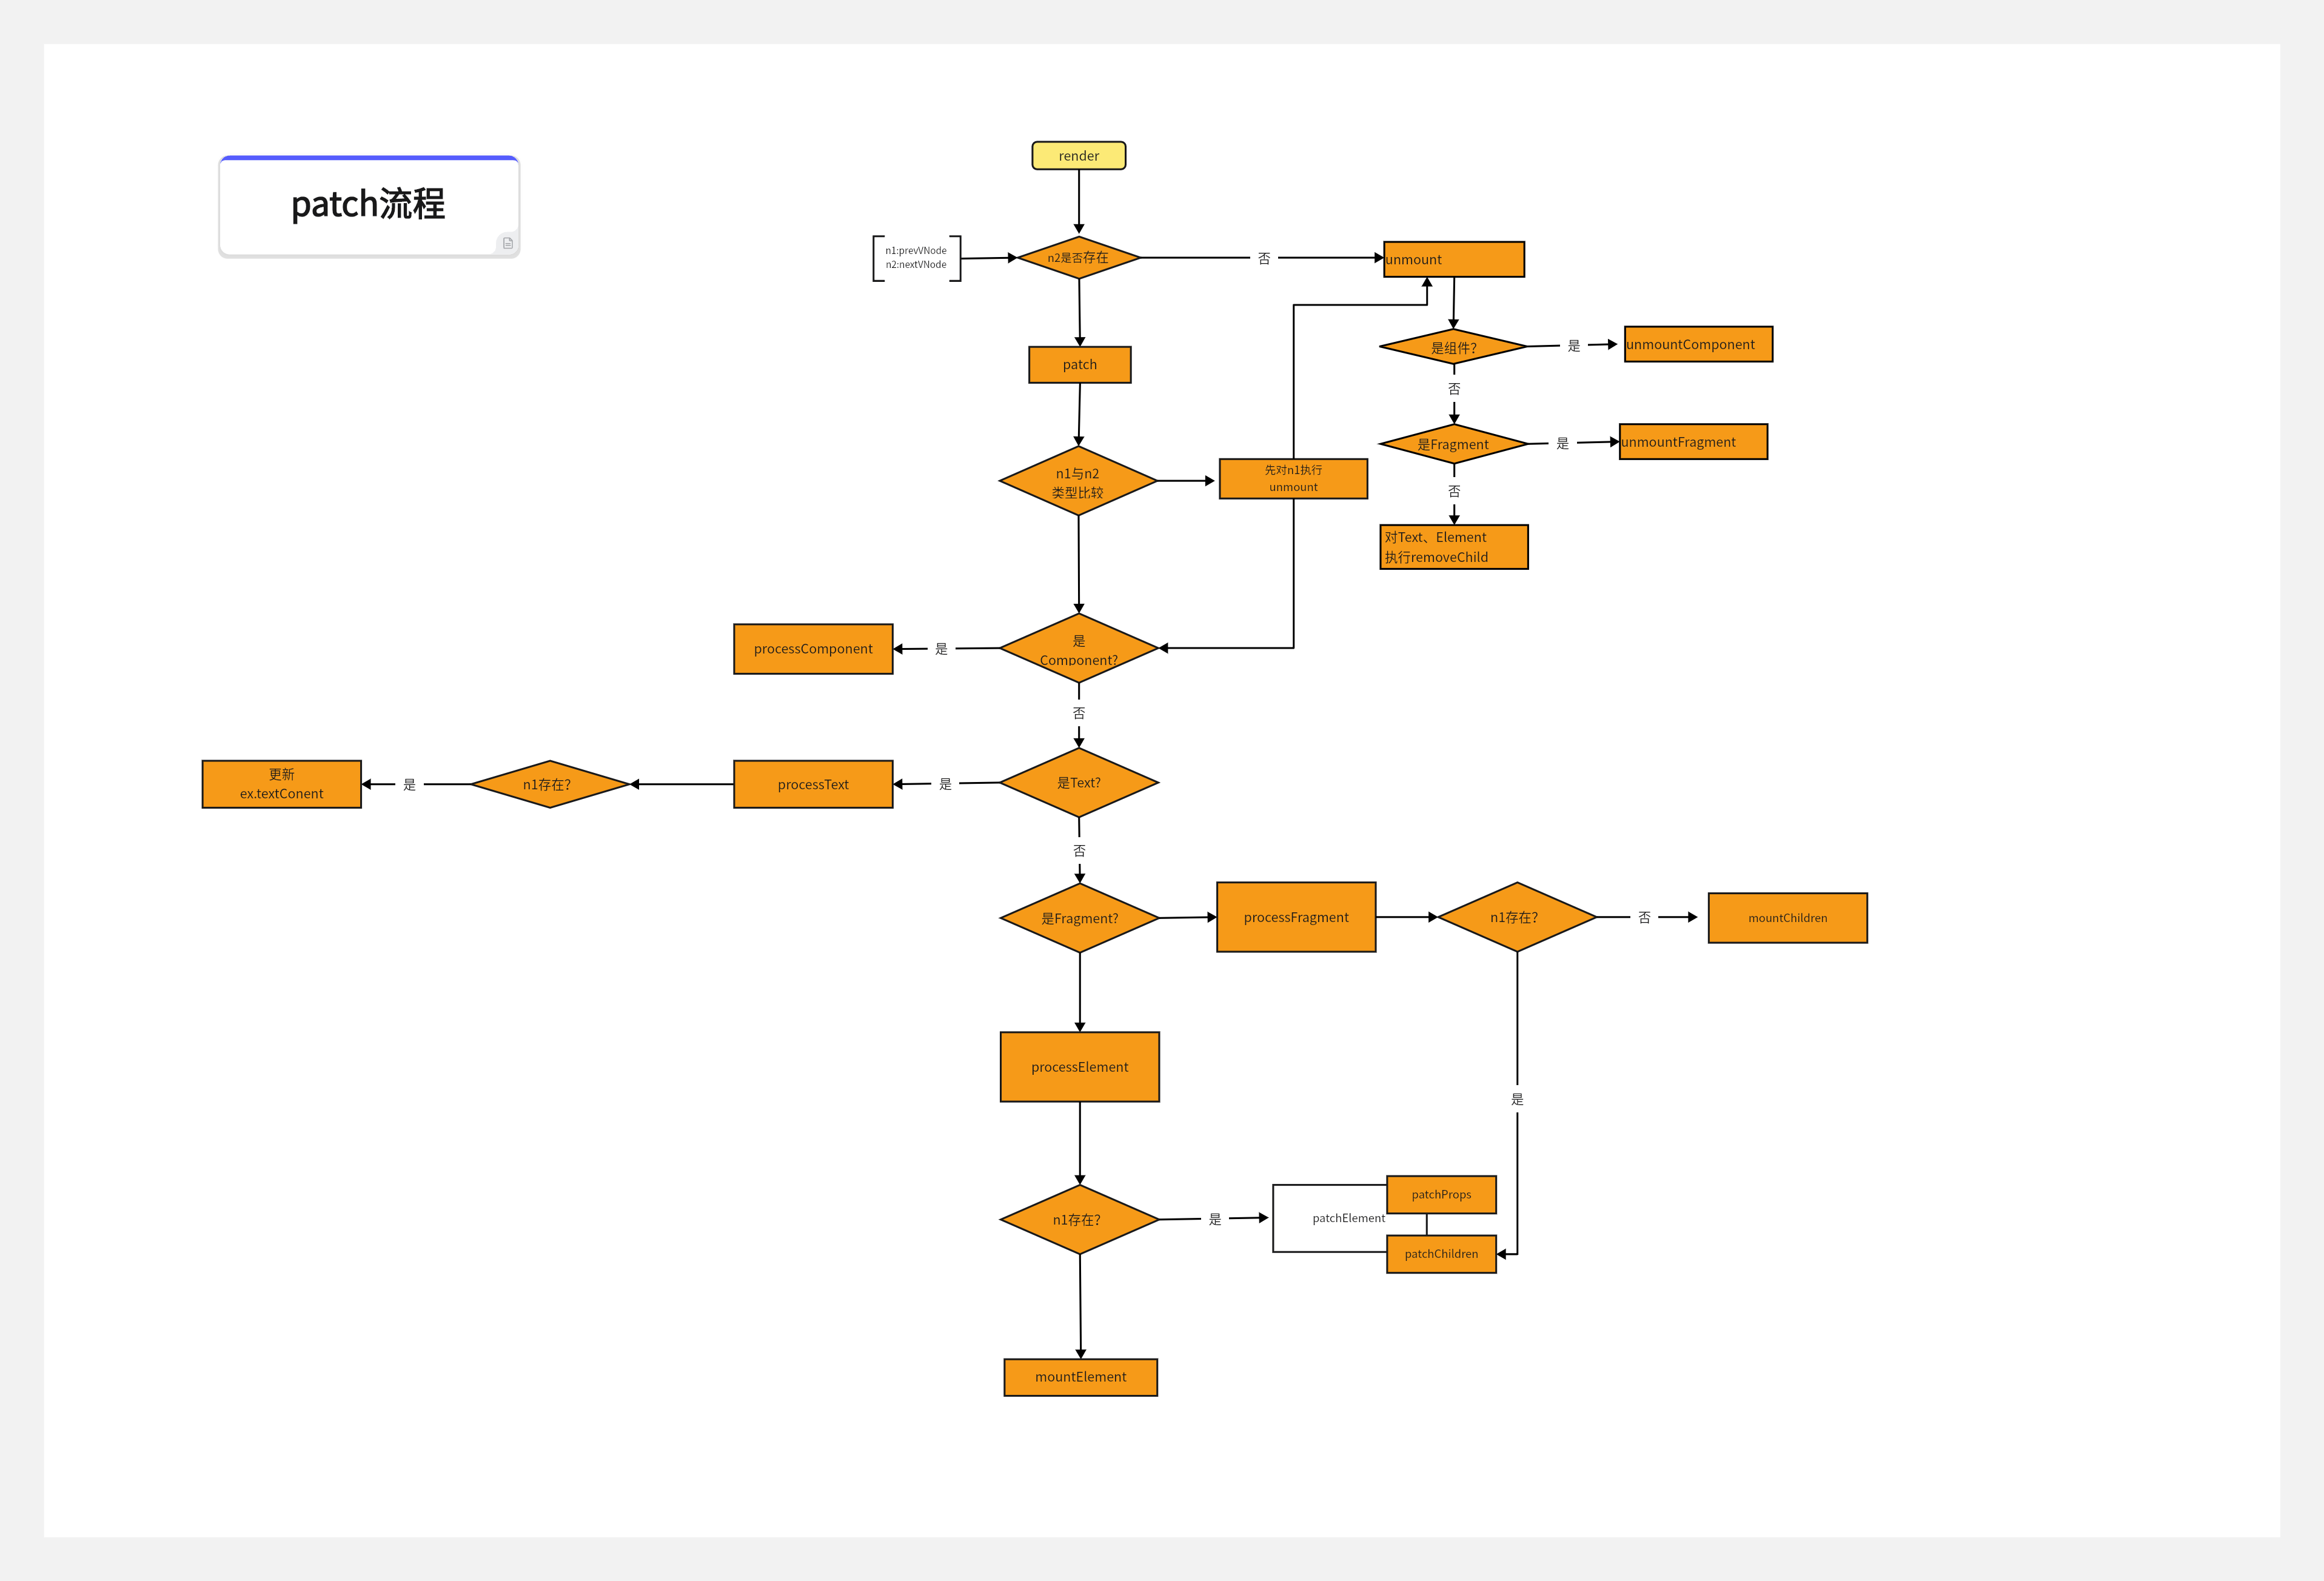 patch流程
render
n1:prevVNode
n2:nextVNode
n2是否存在
否
unmount
patch
是组件?
是
unmountComponent
否
n1与n2
类型比较
先对n1执行
unmount
是Fragment
是
unmountFragment
否
对Text、Element
执行removeChild
processComponent
是
是
Component?
否
更新
ex.textConent
是
n1存在?
processText
是
是Text?
否
是Fragment?
processFragment
n1存在?
否
mountChildren
processElement
是
n1存在?
是
patchElement
patchProps
patchChildren
mountElement